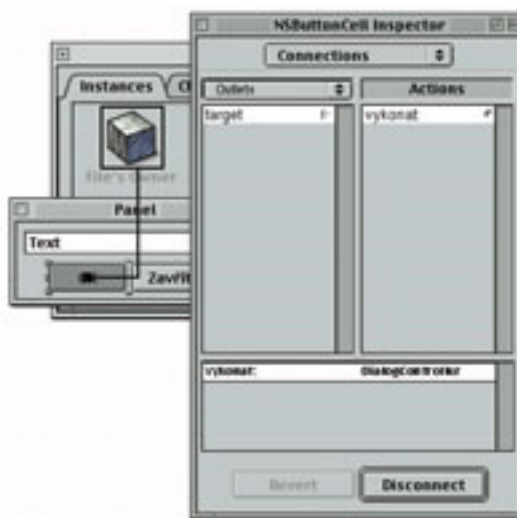 NSButtonCell Inspector
Connections
Instances
Outlets
Actions
target
vykonat
File's Owner
Panel
Text
Zavřít
vykonat:
DialogController
Revert
Disconnect